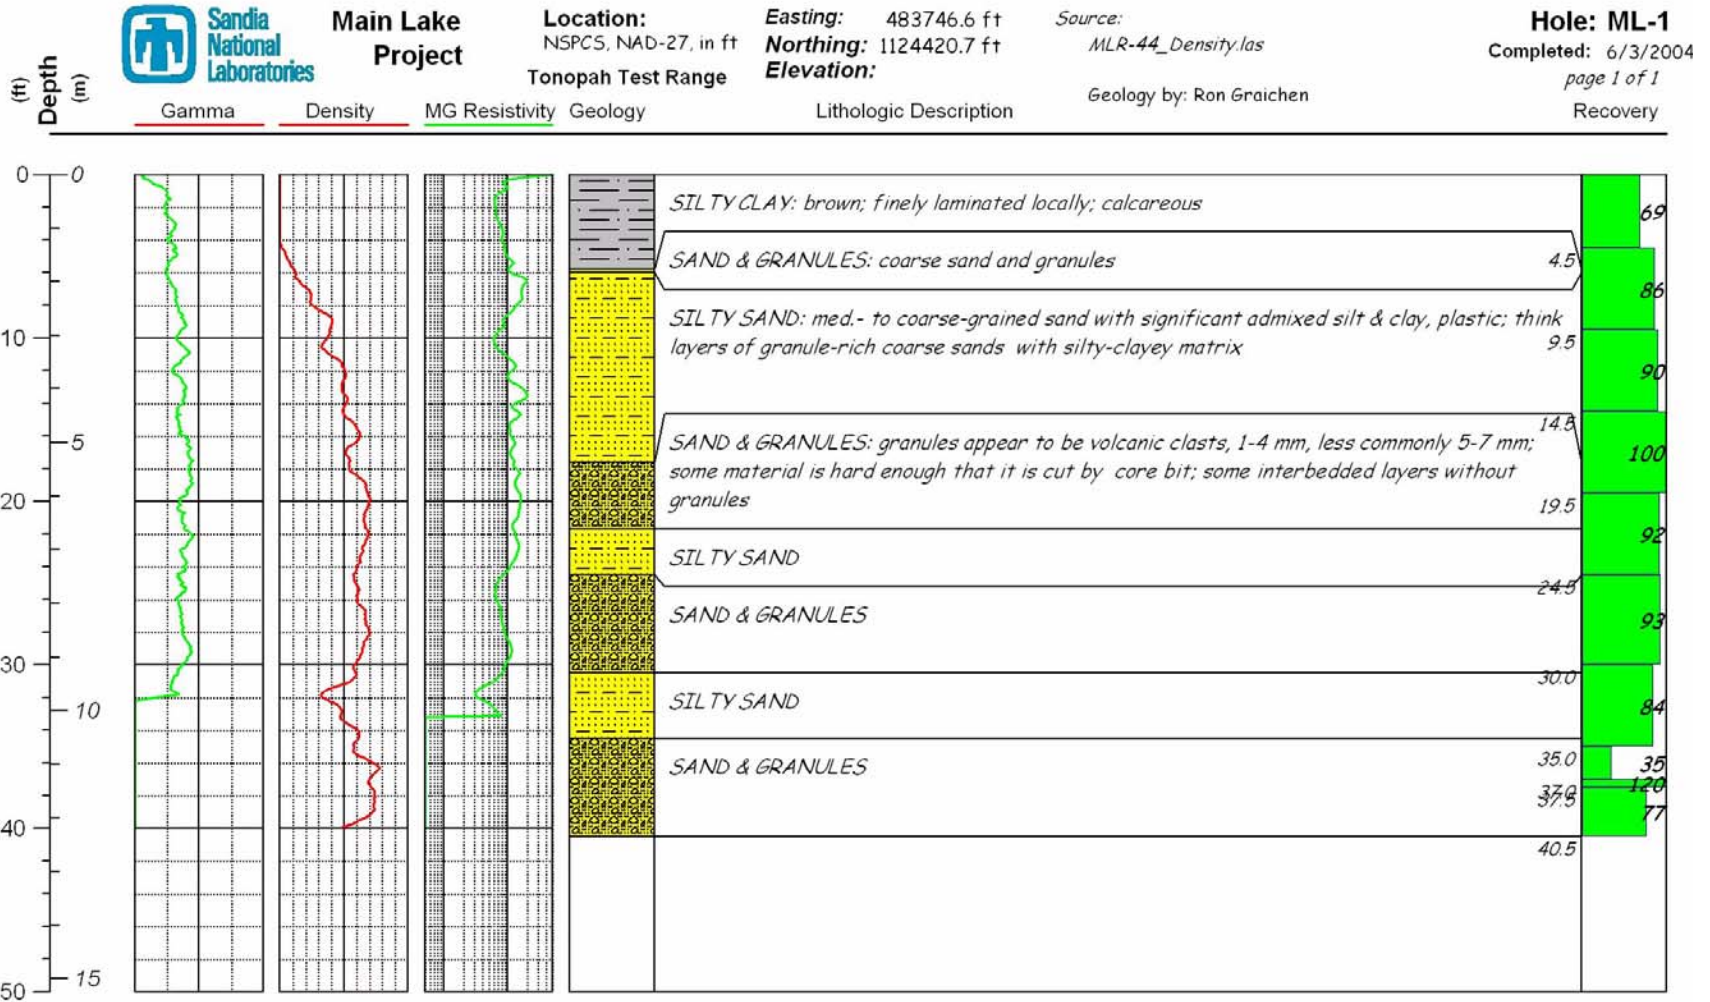 Sandia
National
Laboratories
Main Lake
Project
Location:
NSPCS, NAD-27, in ft
Tonopah Test Range
Easting: 483746.6 ft
Northing: 1124420.7 ft
Elevation:
Source:
MLR-44_Density.las
Geology by: Ron Graichen
Hole: ML-1
Completed: 6/3/2004
page 1 of 1
(ft)
Depth
(m)
Gamma
Density
MG Resistivity
Geology
Lithologic Description
Recovery
0
0
SILTY CLAY: brown; finely laminated locally; calcareous
69
SAND & GRANULES: coarse sand and granules
4.5
86
SILTY SAND: med.- to coarse-grained sand with significant admixed silt & clay, plastic; think
layers of granule-rich coarse sands with silty-clayey matrix
9.5
10
90
14.5
5
SAND & GRANULES: granules appear to be volcanic clasts, 1-4 mm, less commonly 5-7 mm;
some material is hard enough that it is cut by core bit; some interbedded layers without
granules
100
19.5
20
92
SILTY SAND
24.5
SAND & GRANULES
93
30
30.0
SILTY SAND
84
10
35.0
35
SAND & GRANULES
37.0
120
37.5
77
40
40.5
15
50